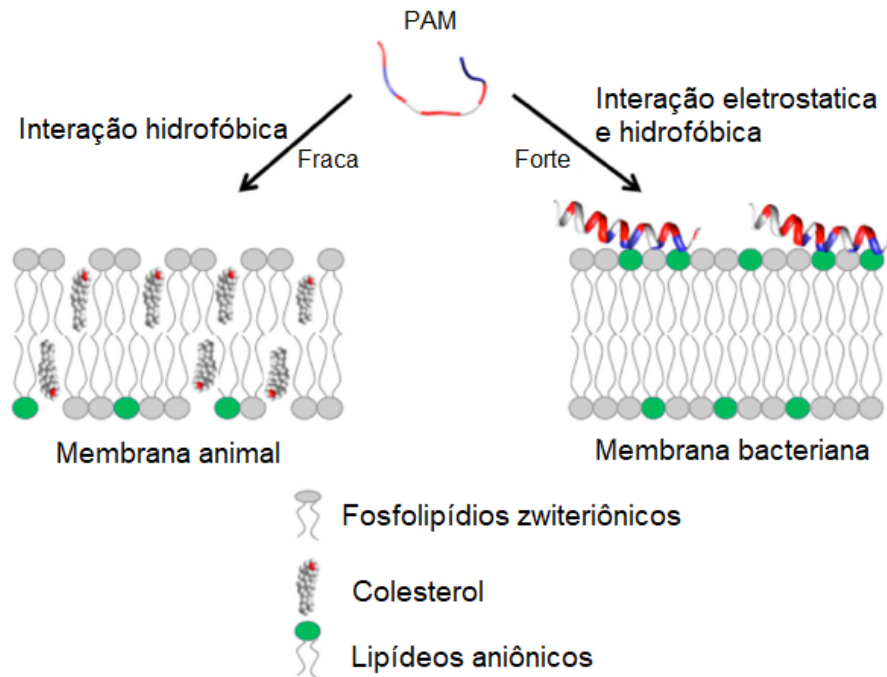 PAM
Interação hidrofóbica
Fraca
Interação eletrostatica
e hidrofóbica
Forte
Membrana animal
Membrana bacteriana
Fosfolipídios zwiteriônicos
Colesterol
Lipídeos aniônicos